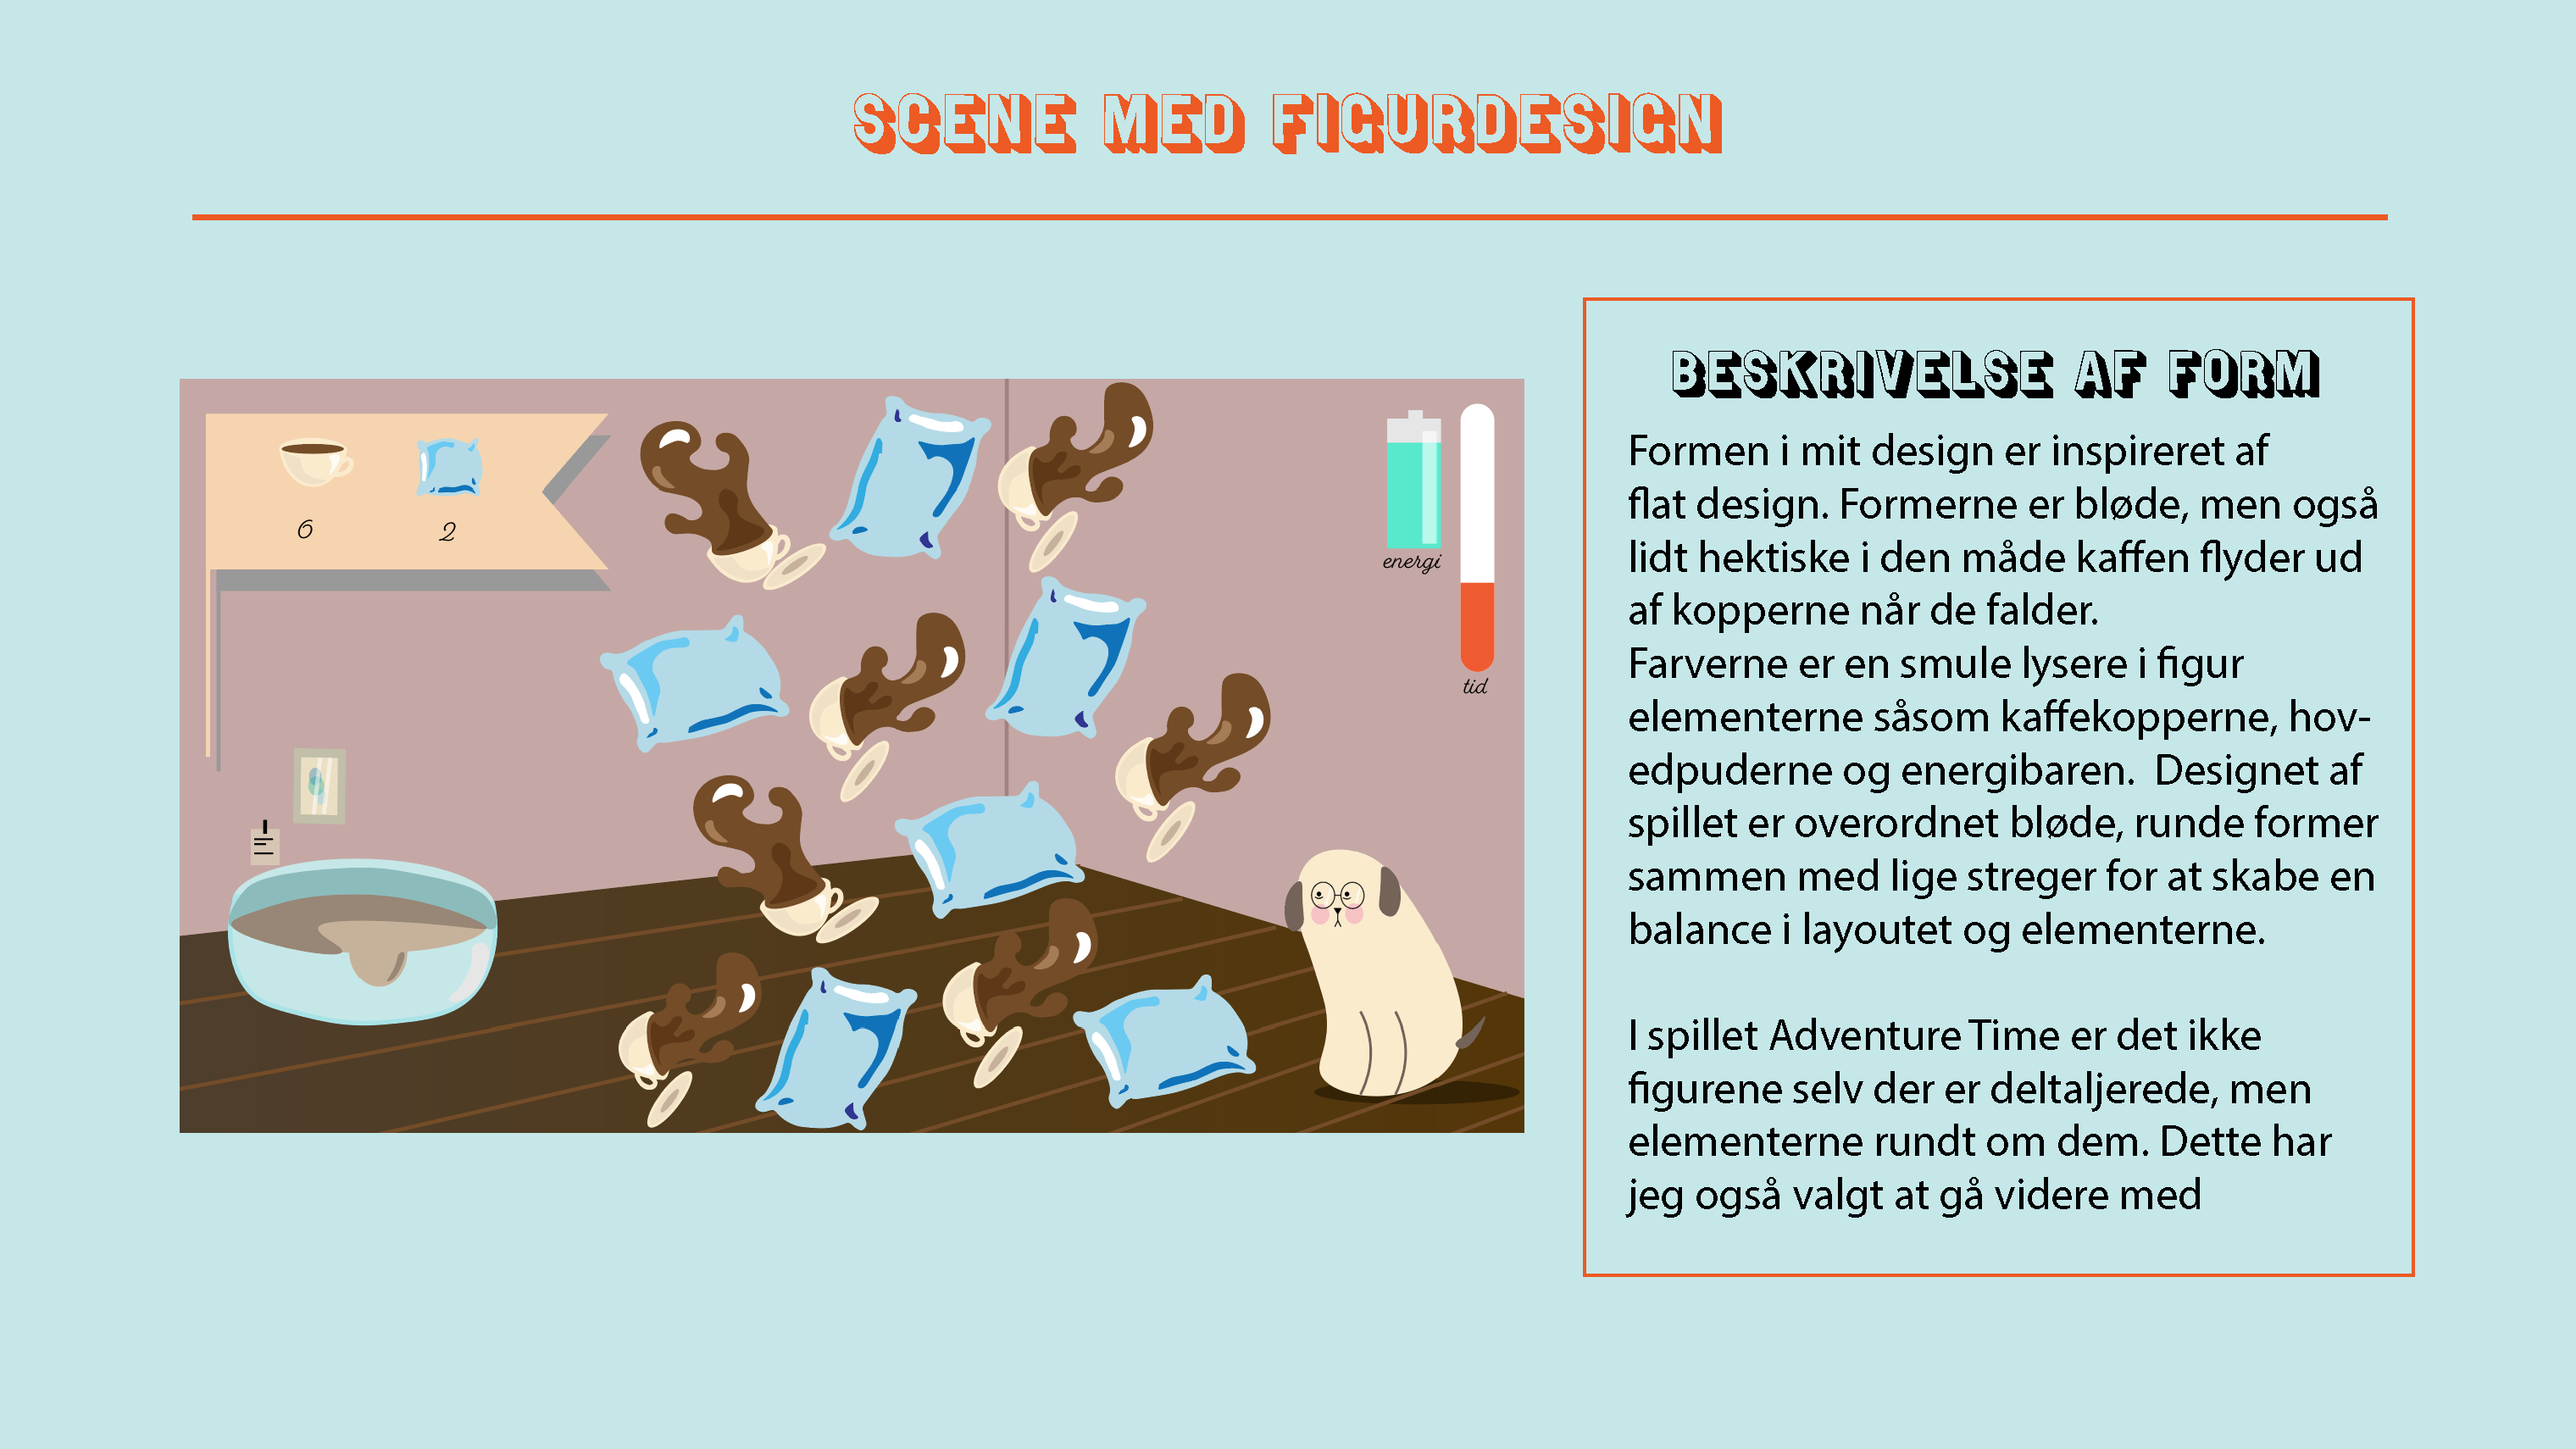 SCENE MED FIGURDESIGN
6 2
energi
tid
BESKRIVELSE AF FORM
Formen i mit design er inspireret af
flat design. Formerne er bløde, men også
lidt hektiske i den måde kaffen flyder ud
af kopperne når de falder.
Farverne er en smule lysere i figur
elementerne såsom kaffekopperne, hov-
edpuderne og energibaren. Designet af
spillet er overordnet bløde, runde former
sammen med lige streger for at skabe en
balance i layoutet og elementerne.
I spillet Adventure Time er det ikke
figurene selv der er deltaljerede, men
elementerne rundt om dem. Dette har
jeg også valgt at gå videre med